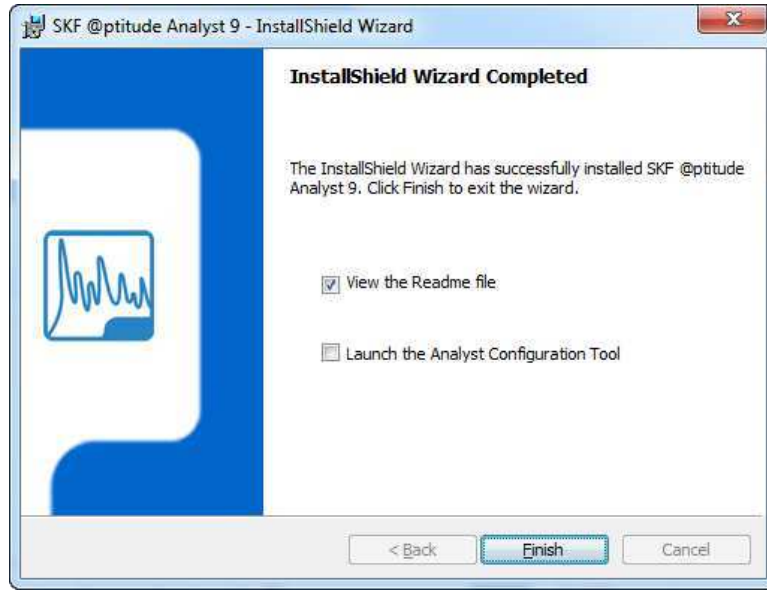 SKF @ptitude Analyst 9 - InstallShield Wizard
InstallShield Wizard Completed
The InstallShield Wizard has successfully installed SKF @ptitude
Analyst 9. Click Finish to exit the wizard.
View the Readme file
Launch the Analyst Configuration Tool
< Back
Finish
Cancel